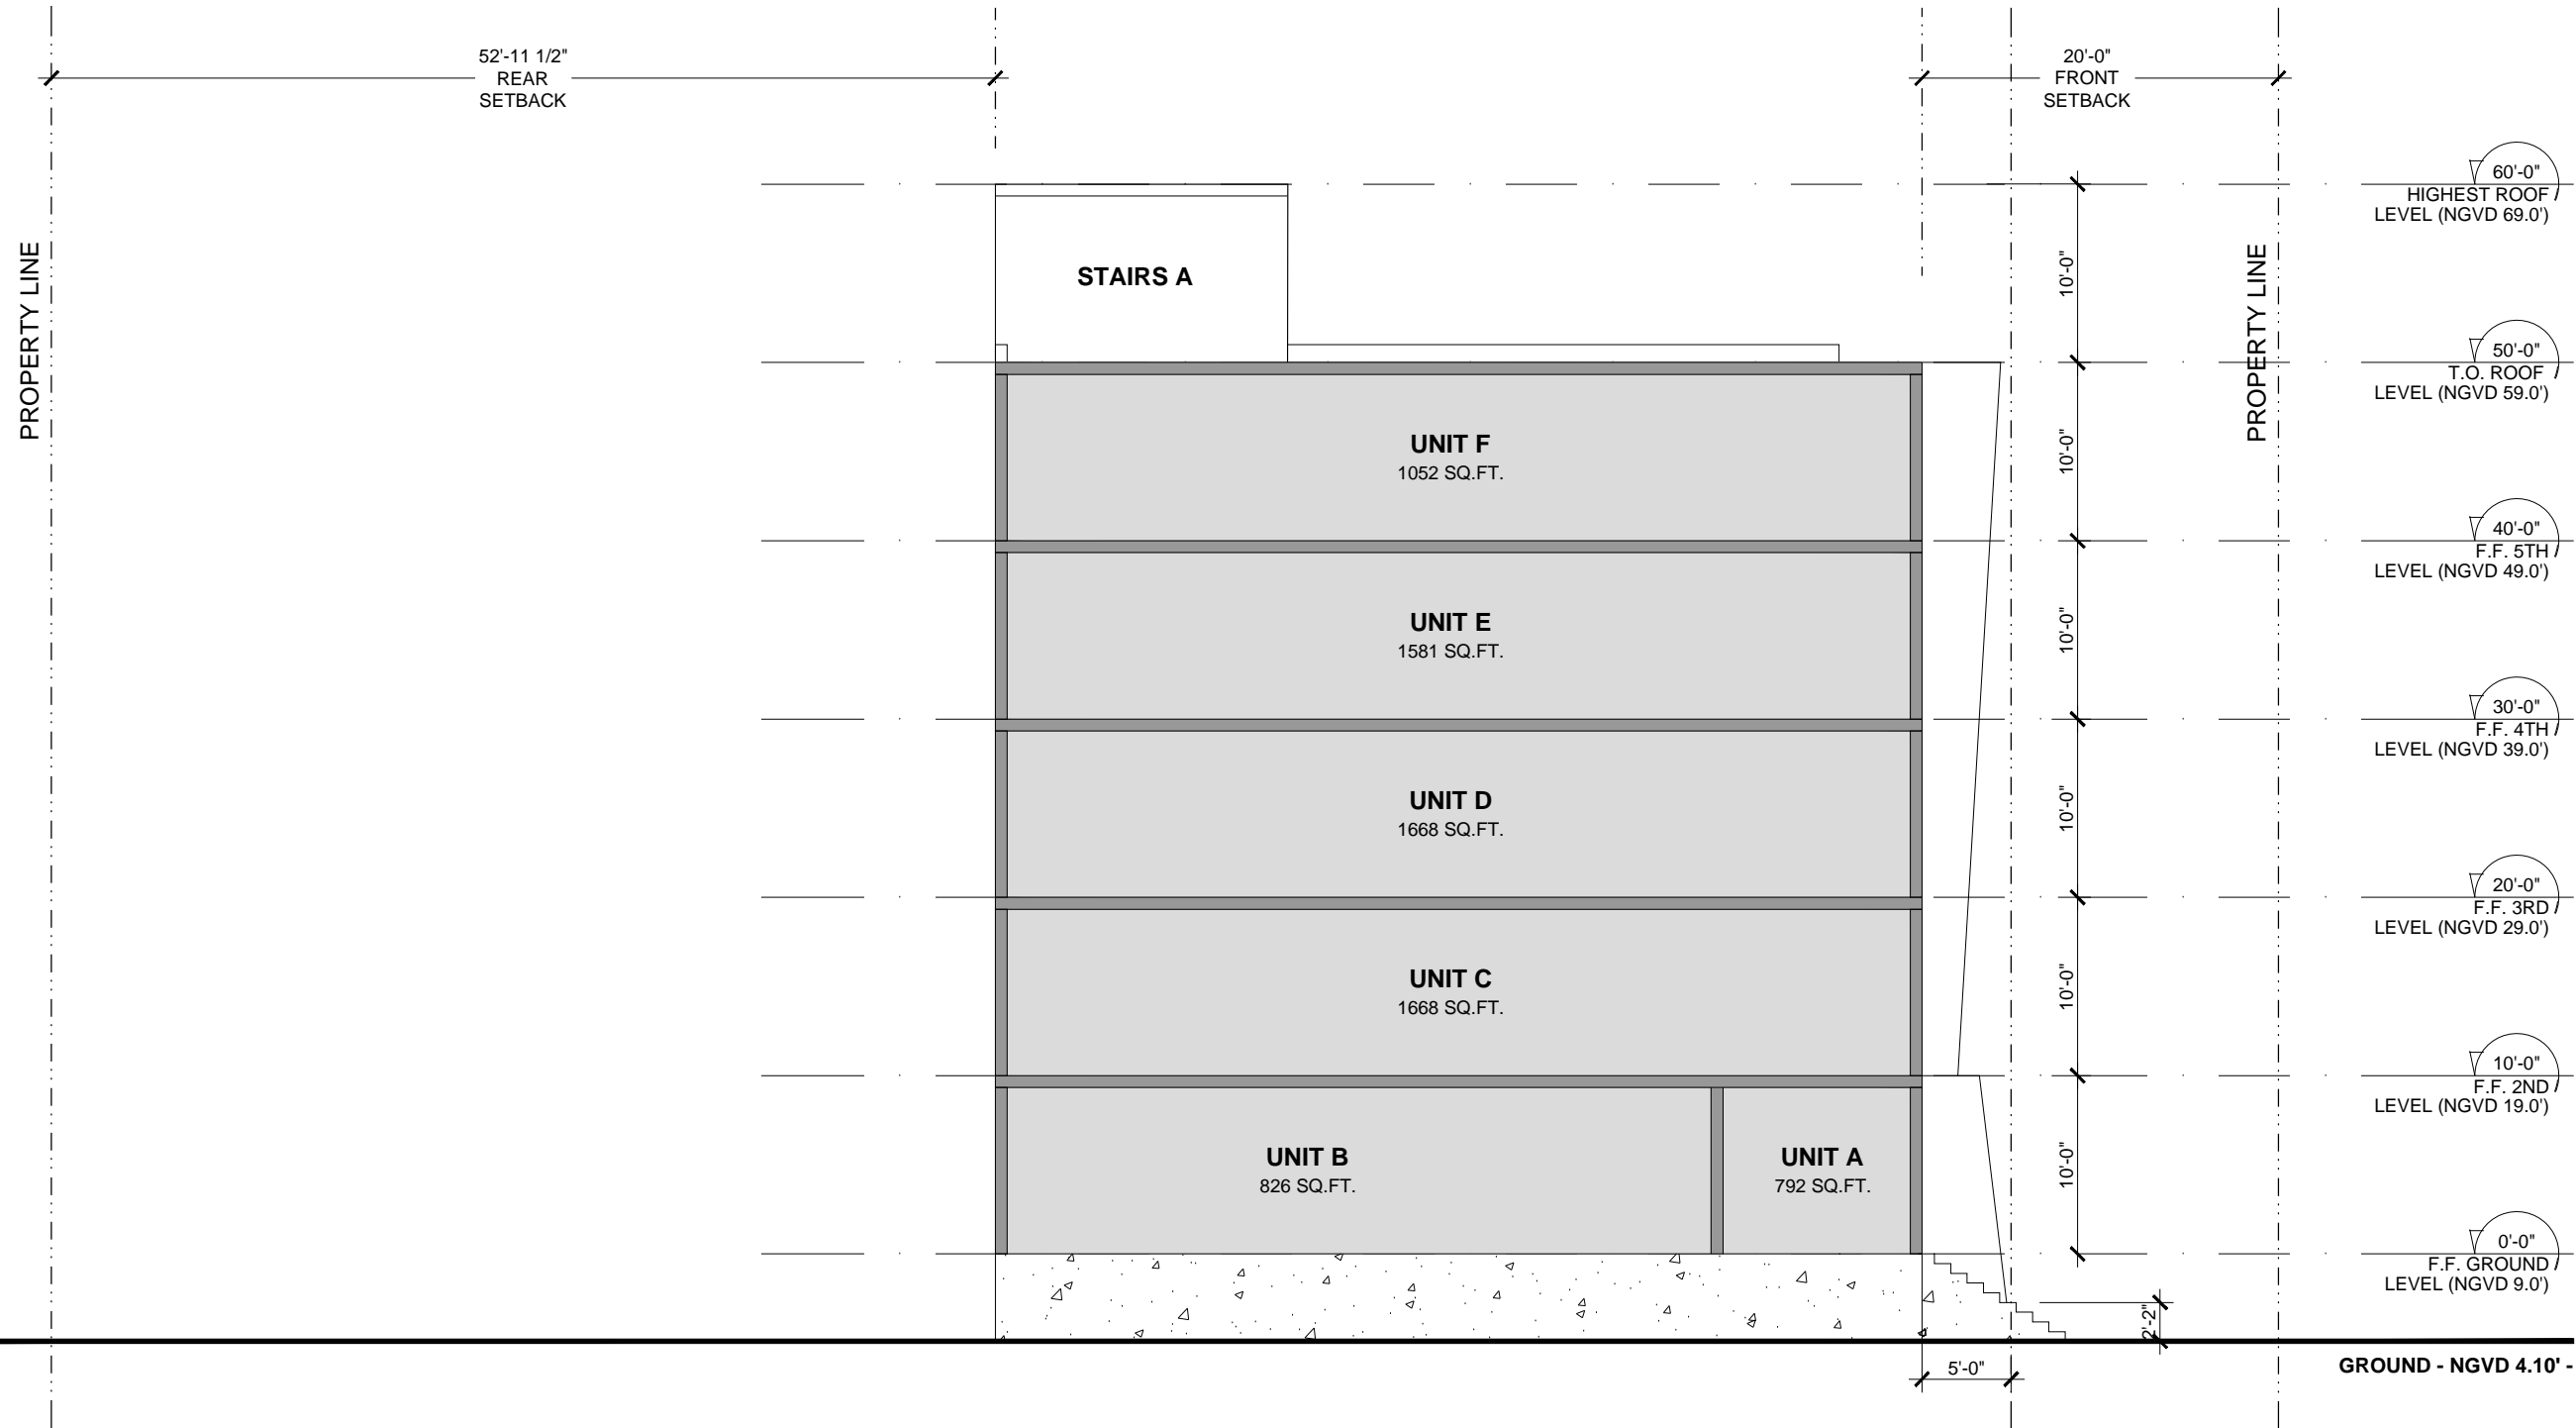 52'-11 1/2"
REAR
SETBACK
20'-0"
FRONT
SETBACK
60'-0"
HIGHEST ROOF
LEVEL (NGVD 69.0')
PROPERTY LINE
STAIRS A
10'-0"
PROPERTY LINE
50'-0"
T.O. ROOF
LEVEL (NGVD 59.0')
UNIT F
1052 SQ.FT.
10'-0"
40'-0"
F.F. 5TH
LEVEL (NGVD 49.0')
UNIT E
1581 SQ.FT.
10'-0"
30'-0"
F.F. 4TH
LEVEL (NGVD 39.0')
UNIT D
1668 SQ.FT.
10'-0"
20'-0"
F.F. 3RD
LEVEL (NGVD 29.0')
UNIT C
1668 SQ.FT.
10'-0"
10'-0"
F.F. 2ND
LEVEL (NGVD 19.0')
UNIT B
826 SQ.FT.
UNIT A
792 SQ.FT.
10'-0"
0'-0"
F.F. GROUND
LEVEL (NGVD 9.0')
2'-2"
5'-0"
GROUND - NGVD 4.10' -